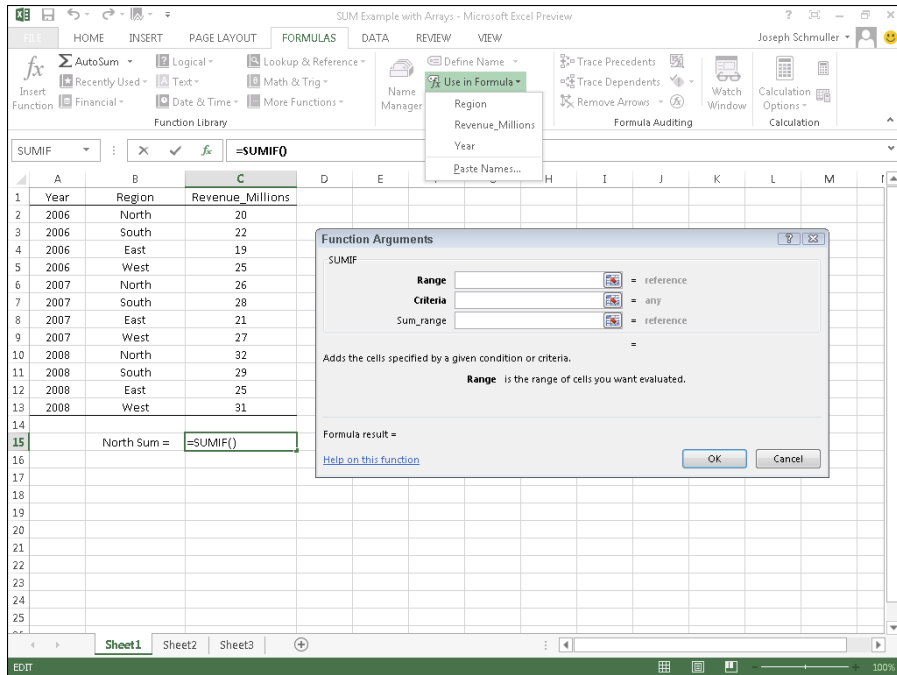 SUM Example with Arrays - Microsoft Excel Preview
FILE HOME INSERT PAGE LAYOUT FORMULAS DATA REVIEW VIEW Joseph Schmuller
AutoSum Logical Lookup & Reference Define Name Trace Precedents
Recently Used Text Math & Trig Use in Formula Trace Dependents
Financial Date & Time More Functions Remove Arrows
Insert Function Name Manager Watch Window Calculation Options
Function Library Formula Auditing Calculation
Region
Revenue_Millions
Year
Paste Names...
SUMIF fx =SUMIF()
A B C D E H I J K L M
1 Year Region Revenue_Millions
2 2006 North 20
3 2006 South 22
4 2006 East 19
5 2006 West 25
6 2007 North 26
7 2007 South 28
8 2007 East 21
9 2007 West 27
10 2008 North 32
11 2008 South 29
12 2008 East 25
13 2008 West 31
14
15 North Sum = =SUMIF()
16
17
18
19
20
21
22
23
24
25
Function Arguments
SUMIF
Range = reference
Criteria = any
Sum_range = reference
=
Adds the cells specified by a given condition or criteria.
Range is the range of cells you want evaluated.
Formula result =
Help on this function OK Cancel
Sheet1 Sheet2 Sheet3
EDIT 100%